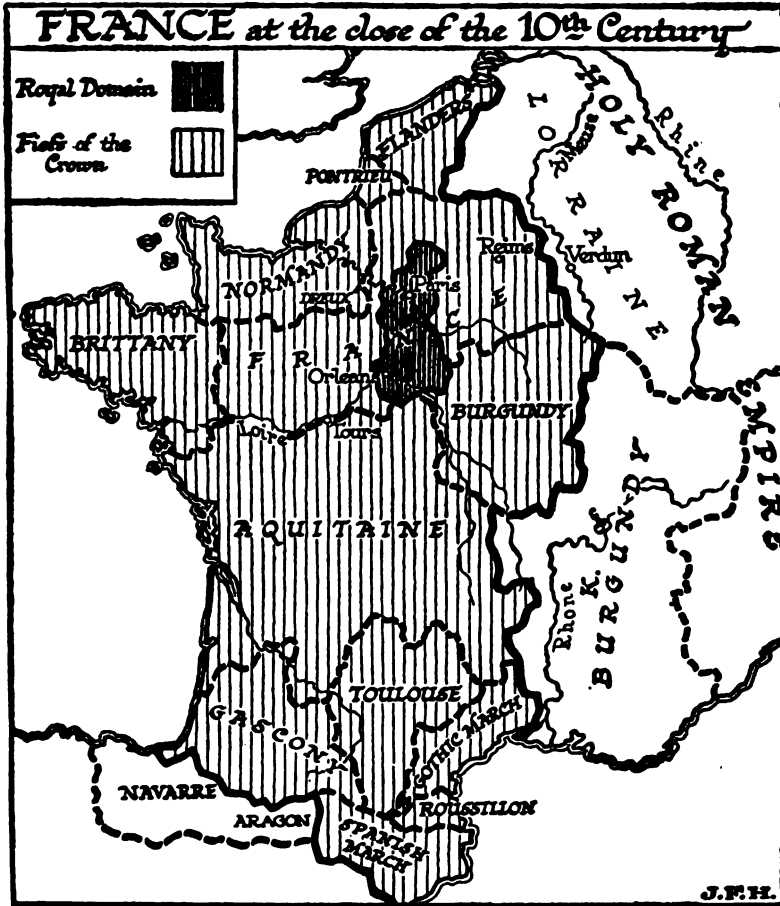 FRANCE at the close of the 10th Century
Royal Domain
Fiefs of the
Crown
FLANDERS
PONTHIEU
LORRAINE
Meuse
HOLY ROMAN EMPIRE
Rhine
NORMANDY
DREUX
Paris
Reims
Verdun
BRITTANY
FRANCE
Orleans
Loire
Tours
BURGUNDY
AQUITAINE
K. of BURGUNDY
Rhone
TOULOUSE
GASCONY
GOTHIC MARCH
NAVARRE
ARAGON
ROUSSILLON
SPANISH
MARCH
J.F.H.